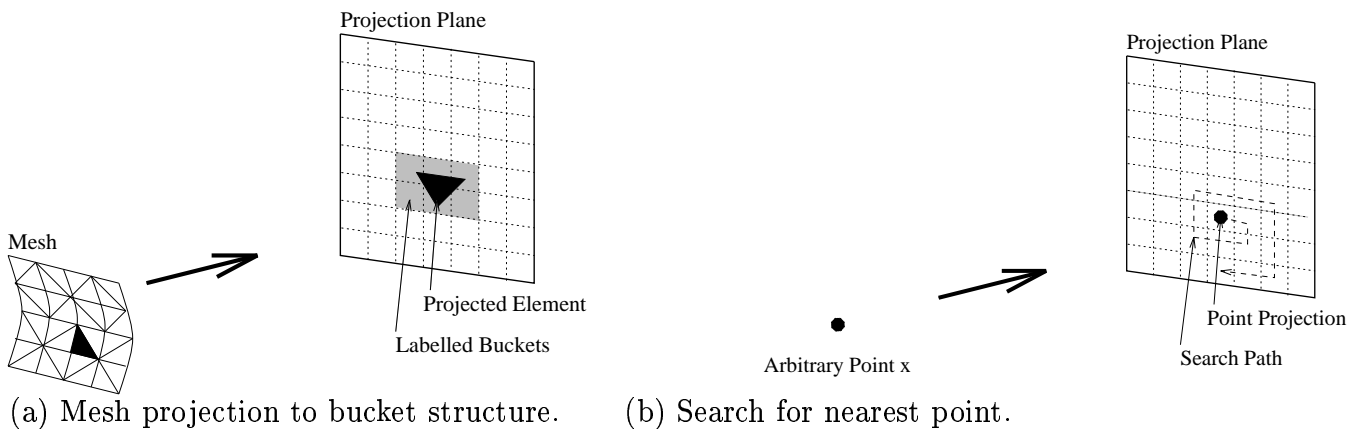 Projection Plane
Mesh
Projected Element
Labelled Buckets
(a) Mesh projection to bucket structure.
Projection Plane
Point Projection
Search Path
Arbitrary Point x
(b) Search for nearest point.